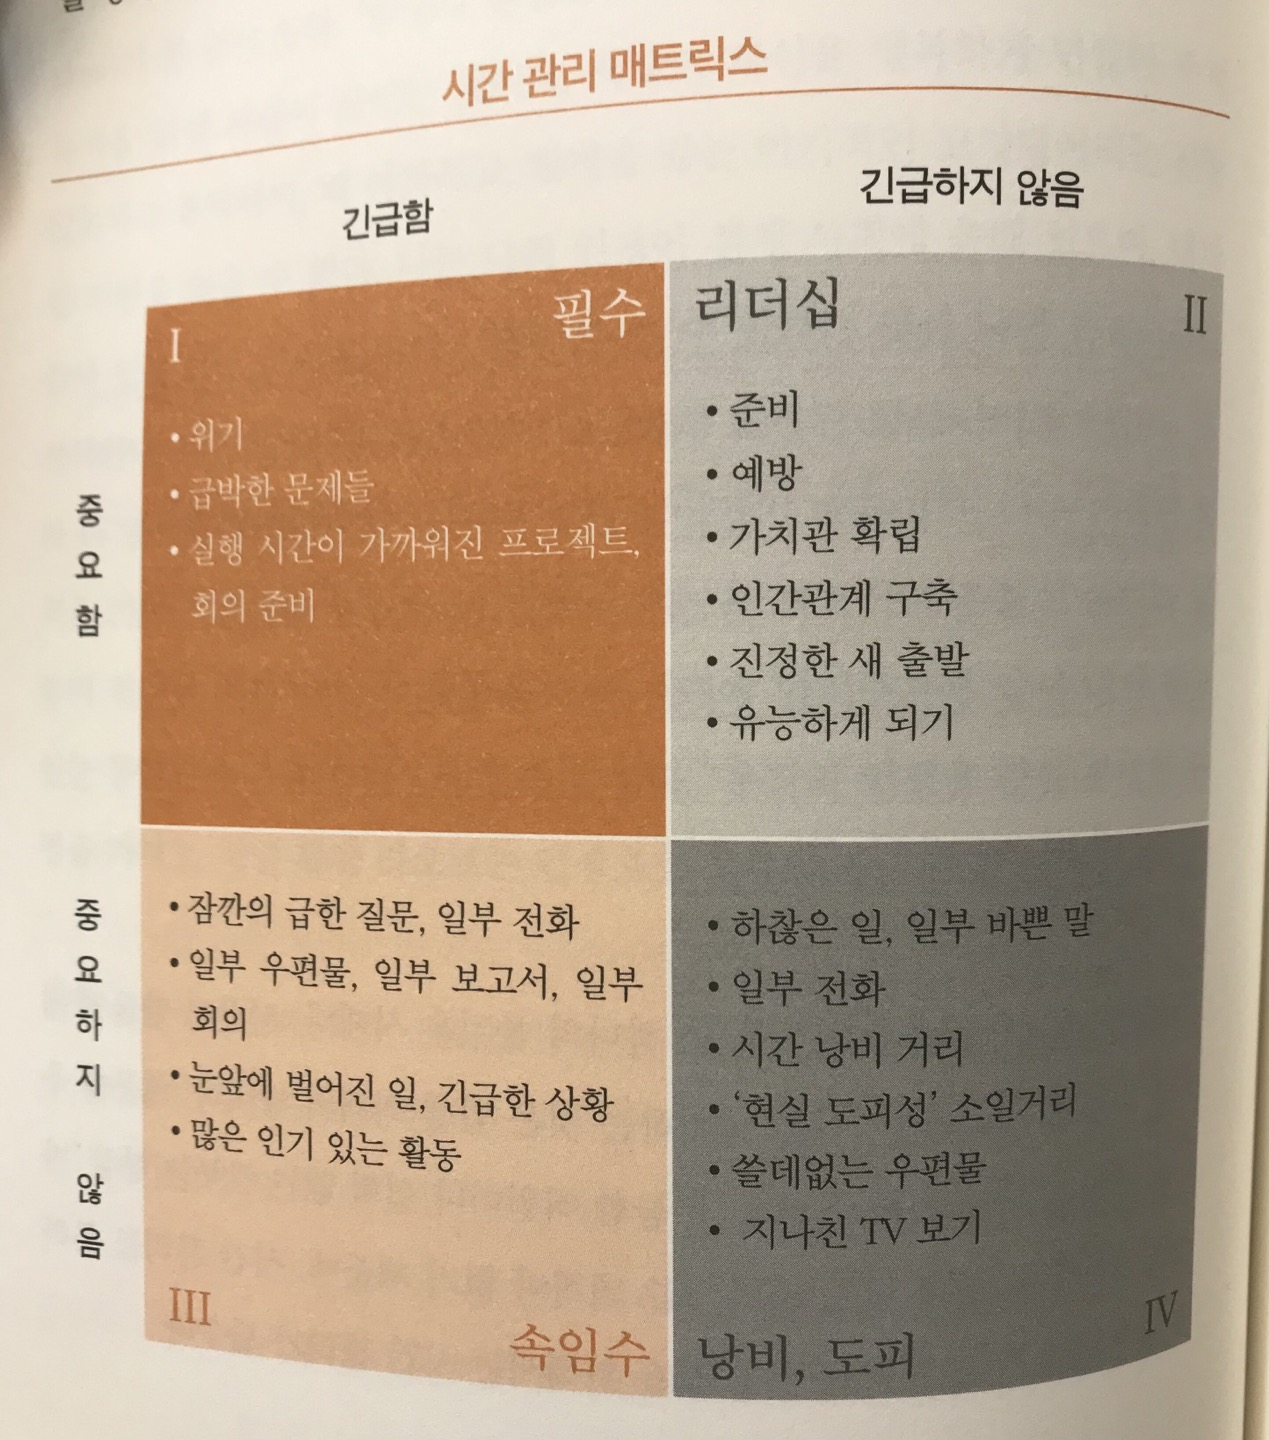 시간 관리 매트릭스
긴급함
긴급하지 않음
중요함
I
필수
• 위기
• 급박한 문제들
• 실행 시간이 가까워진 프로젝트,
회의 준비
리더십
II
• 준비
• 예방
• 가치관 확립
• 인간관계 구축
• 진정한 새 출발
• 유능하게 되기
중요하지 않음
• 잠깐의 급한 질문, 일부 전화
• 일부 우편물, 일부 보고서, 일부
회의
• 눈앞에 벌어진 일, 긴급한 상황
• 많은 인기 있는 활동
III
속임수
• 하찮은 일, 일부 바쁜 말
• 일부 전화
• 시간 낭비 거리
• ‘현실 도피성’ 소일거리
• 쓸데없는 우편물
• 지나친 TV 보기
IV
낭비, 도피